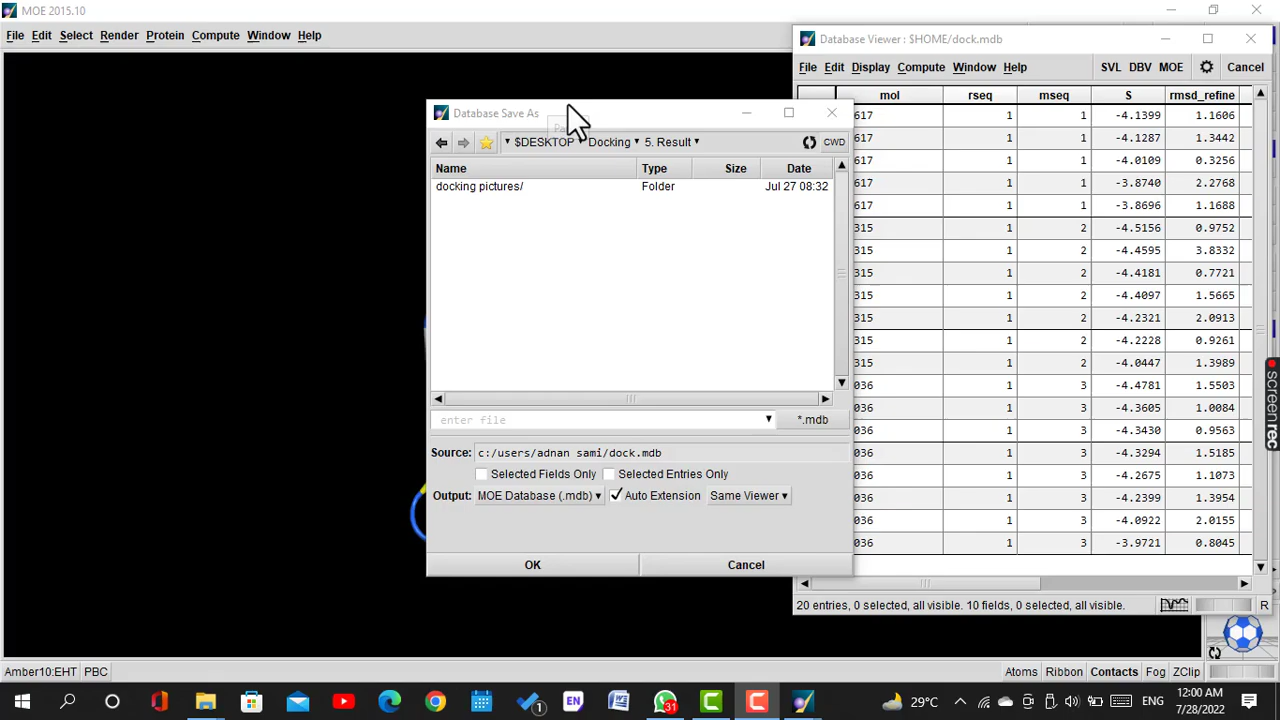 MOE 2015.10
File Edit Select Render Protein Compute Window Help
Database Viewer : $HOME/dock.mdb
File Edit Display Compute Window Help SVL DBV MOE Cancel
mol rseq mseq S rmsd_refine
617 1 1 -4.1399 1.1606
617 1 1 -4.1287 1.3442
617 1 1 -4.0109 0.3256
617 1 1 -3.8740 2.2768
617 1 1 -3.8696 1.1688
315 1 2 -4.5156 0.9752
315 1 2 -4.4595 3.8332
315 1 2 -4.4181 0.7721
315 1 2 -4.4097 1.5665
315 1 2 -4.2321 2.0913
315 1 2 -4.2228 0.9261
315 1 2 -4.0447 1.3989
036 1 3 -4.4781 1.5503
036 1 3 -4.3605 1.0084
036 1 3 -4.3430 0.9563
036 1 3 -4.3294 1.5185
036 1 3 -4.2657 1.1073
036 1 3 -4.2399 1.3954
036 1 3 -4.0922 2.0155
036 1 3 -3.9721 0.8045
20 entries, 0 selected, all visible. 10 fields, 0 selected, all visible. R
Database Save As
$DESKTOP Docking 5. Result CWD
Name Type Size Date
docking pictures/ Folder Jul 27 08:32
enter file *.mdb
Source: c:/users/adnan sami/dock.mdb
Selected Fields Only Selected Entries Only
Output: MOE Database (.mdb) Auto Extension Same Viewer
OK Cancel
screenrec
Amber10:EHT PBC Atoms Ribbon Contacts Fog ZClip
EN 1 31 29°C ENG 12:00 AM
7/28/2022